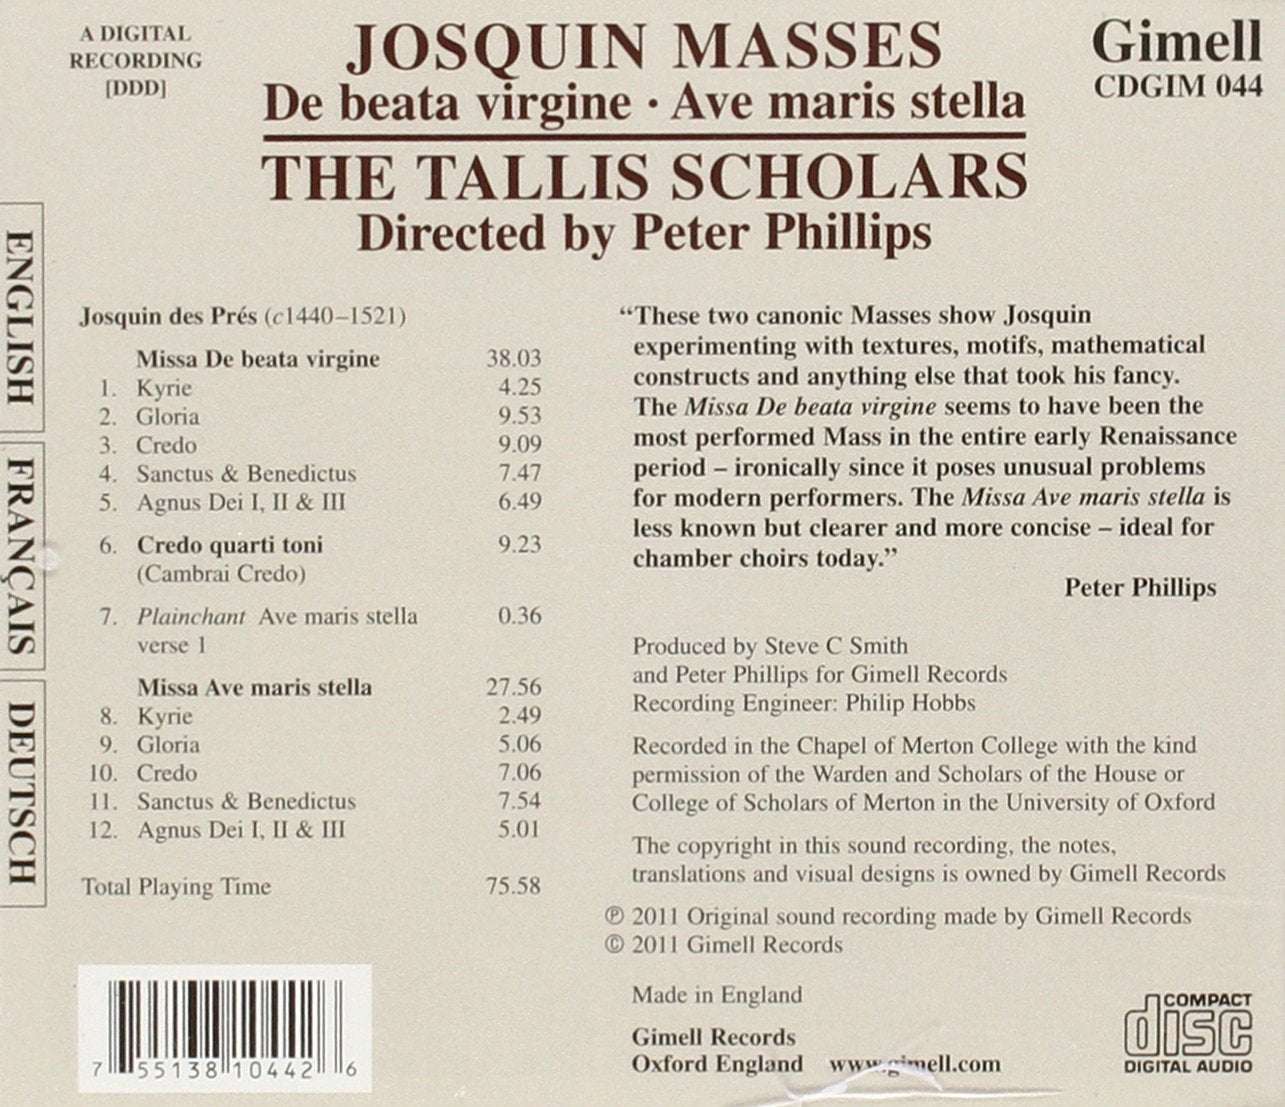 A DIGITAL
RECORDING
[DDD]
JOSQUIN MASSES
De beata virgine · Ave maris stella
THE TALLIS SCHOLARS
Directed by Peter Phillips
Gimell
CDGIM 044
ENGLISH
FRANÇAIS
DEUTSCH
Josquin des Prés (c1440–1521)
Missa De beata virgine 38.03
1. Kyrie 4.25
2. Gloria 9.53
3. Credo 9.09
4. Sanctus & Benedictus 7.47
5. Agnus Dei I, II & III 6.49
6. Credo quarti toni 9.23
(Cambrai Credo)
7. Plainchant Ave maris stella 0.36
verse 1
Missa Ave maris stella 27.56
8. Kyrie 2.49
9. Gloria 5.06
10. Credo 7.06
11. Sanctus & Benedictus 7.54
12. Agnus Dei I, II & III 5.01
Total Playing Time 75.58
“These two canonic Masses show Josquin
experimenting with textures, motifs, mathematical
constructs and anything else that took his fancy.
The Missa De beata virgine seems to have been the
most performed Mass in the entire early Renaissance
period – ironically since it poses unusual problems
for modern performers. The Missa Ave maris stella is
less known but clearer and more concise – ideal for
chamber choirs today.”
Peter Phillips
Produced by Steve C Smith
and Peter Phillips for Gimell Records
Recording Engineer: Philip Hobbs
Recorded in the Chapel of Merton College with the kind
permission of the Warden and Scholars of the House or
College of Scholars of Merton in the University of Oxford
The copyright in this sound recording, the notes,
translations and visual designs is owned by Gimell Records
℗ 2011 Original sound recording made by Gimell Records
© 2011 Gimell Records
Made in England
Gimell Records
Oxford England www.gimell.com
7 55138 10442 6
COMPACT
disc
DIGITAL AUDIO